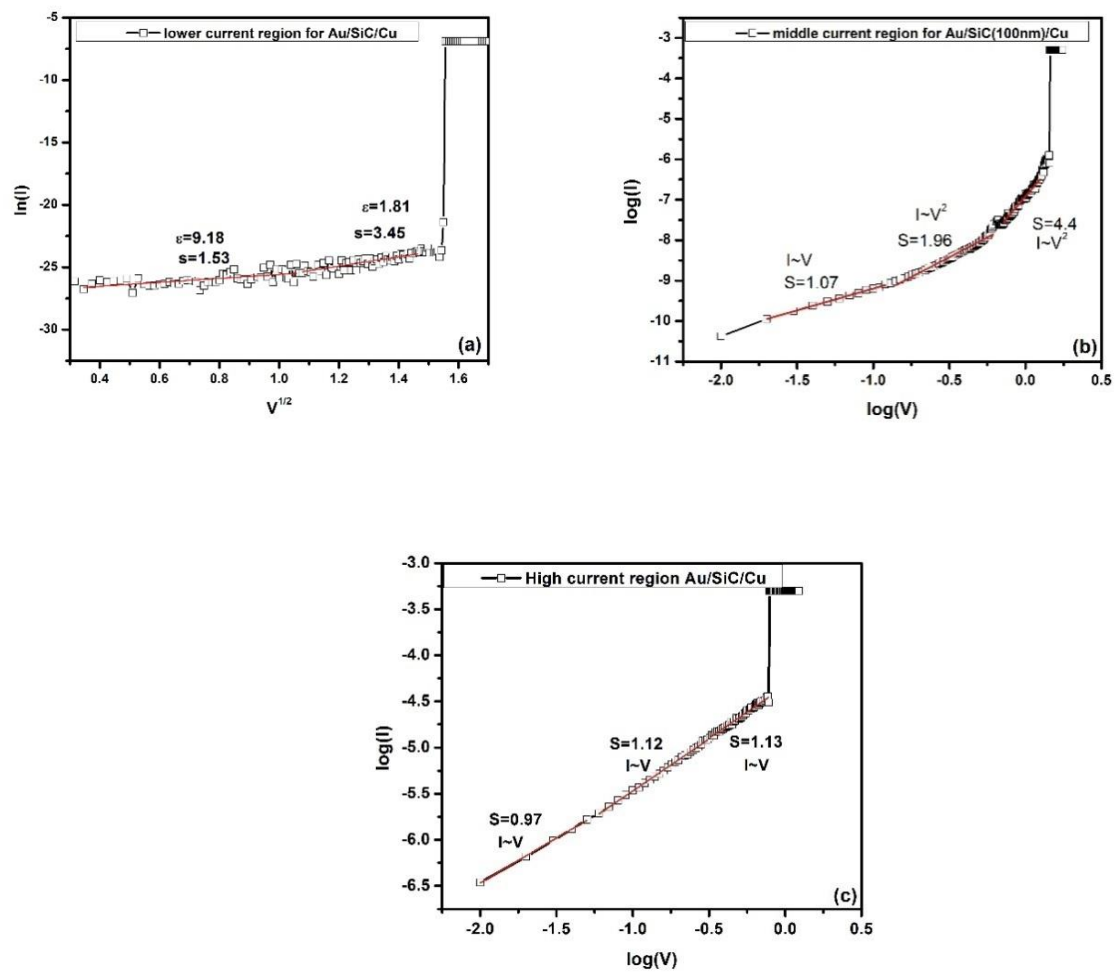 lower current region for Au/SiC/Cu
-5
-10
-15
-20
-25
-30
ln(I)
ε=9.18
s=1.53
ε=1.81
s=3.45
(a)
0.4 0.6 0.8 1.0 1.2 1.4 1.6
V^1/2
middle current region for Au/SiC(100nm)/Cu
-3
-4
-5
-6
-7
-8
-9
-10
-11
log(I)
I~V
S=1.07
I~V²
S=1.96
S=4.4
I~V²
(b)
-2.0 -1.5 -1.0 -0.5 0.0 0.5
log(V)
High current region Au/SiC/Cu
-3.0
-3.5
-4.0
-4.5
-5.0
-5.5
-6.0
-6.5
log(I)
S=0.97
I~V
S=1.12
I~V
S=1.13
I~V
(c)
-2.0 -1.5 -1.0 -0.5 0.0 0.5
log(V)